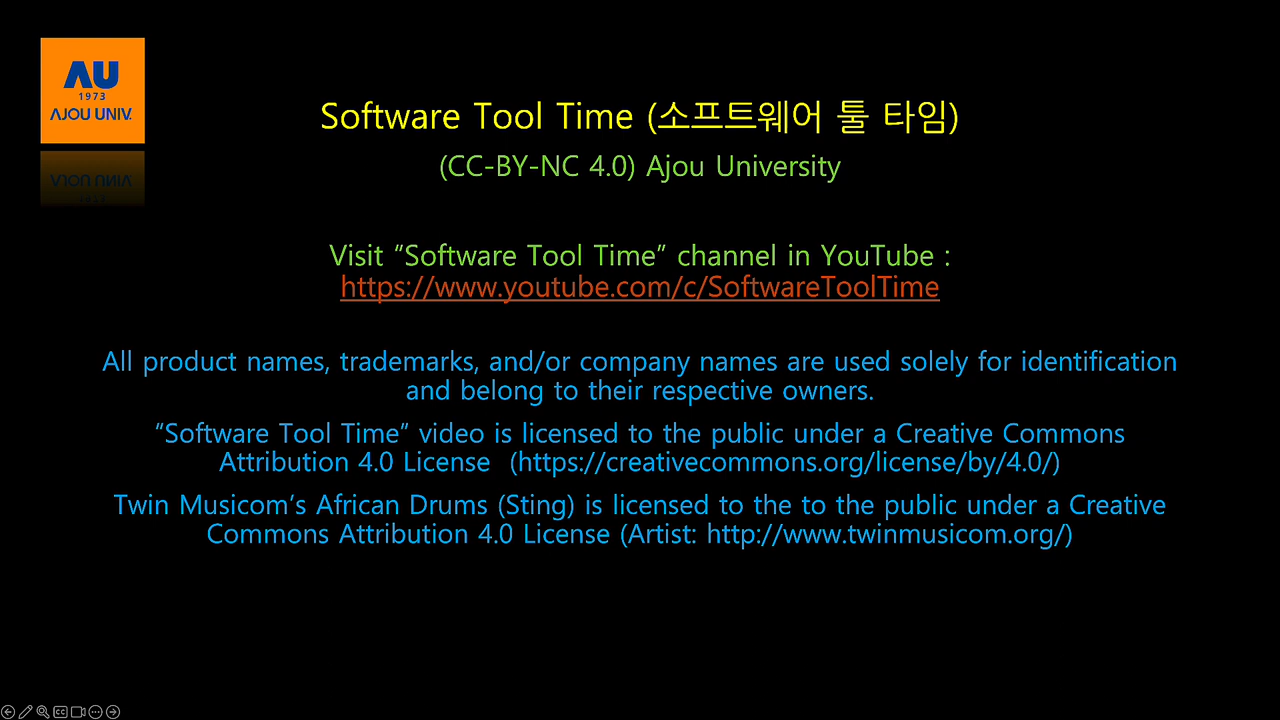 AU
1973
AJOU UNIV.
Software Tool Time (소프트웨어 툴 타임)
(CC-BY-NC 4.0) Ajou University
Visit “Software Tool Time” channel in YouTube :
https://www.youtube.com/c/SoftwareToolTime
All product names, trademarks, and/or company names are used solely for identification
and belong to their respective owners.
“Software Tool Time” video is licensed to the public under a Creative Commons
Attribution 4.0 License (https://creativecommons.org/license/by/4.0/)
Twin Musicom’s African Drums (Sting) is licensed to the to the public under a Creative
Commons Attribution 4.0 License (Artist: http://www.twinmusicom.org/)
CC